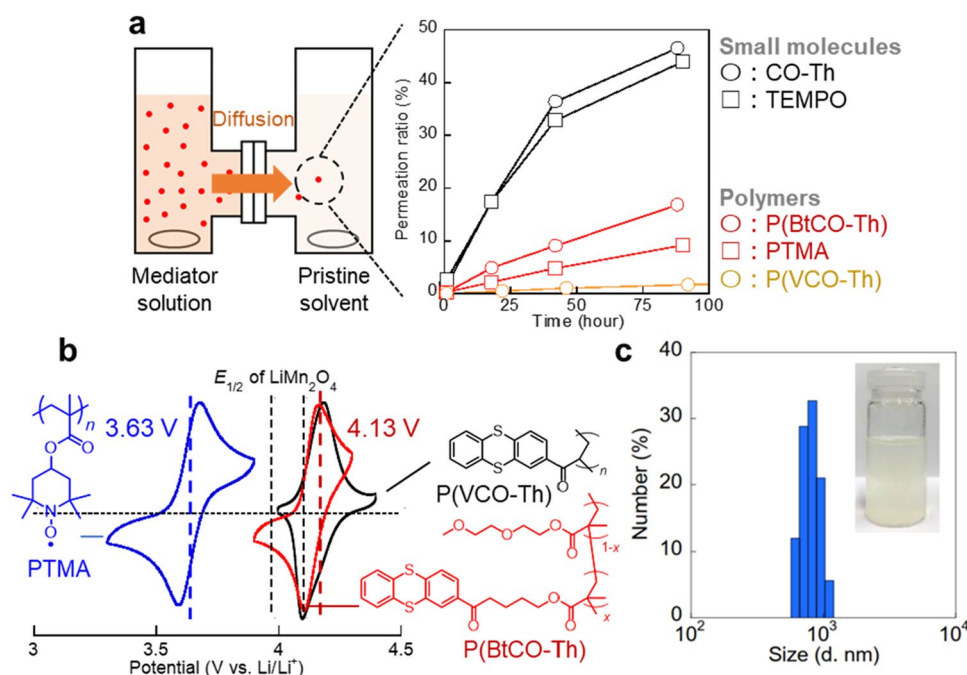 a
Diffusion
Mediator
solution
Pristine
solvent
Permeation ratio (%)
50
40
30
20
10
0
0
25
50
75
100
Time (hour)
Small molecules
: CO-Th
: TEMPO
Polymers
: P(BtCO-Th)
: PTMA
: P(VCO-Th)
b
E1/2 of LiMn2O4
3.63 V
4.13 V
n
O
O
N
O
•
PTMA
S
S
O
n
P(VCO-Th)
O
O
O
O
1-x
S
S
O
O
O
x
P(BtCO-Th)
3
3.5
4
4.5
Potential (V vs. Li/Li+)
c
Number (%)
40
30
20
10
0
10²
10³
10⁴
Size (d. nm)